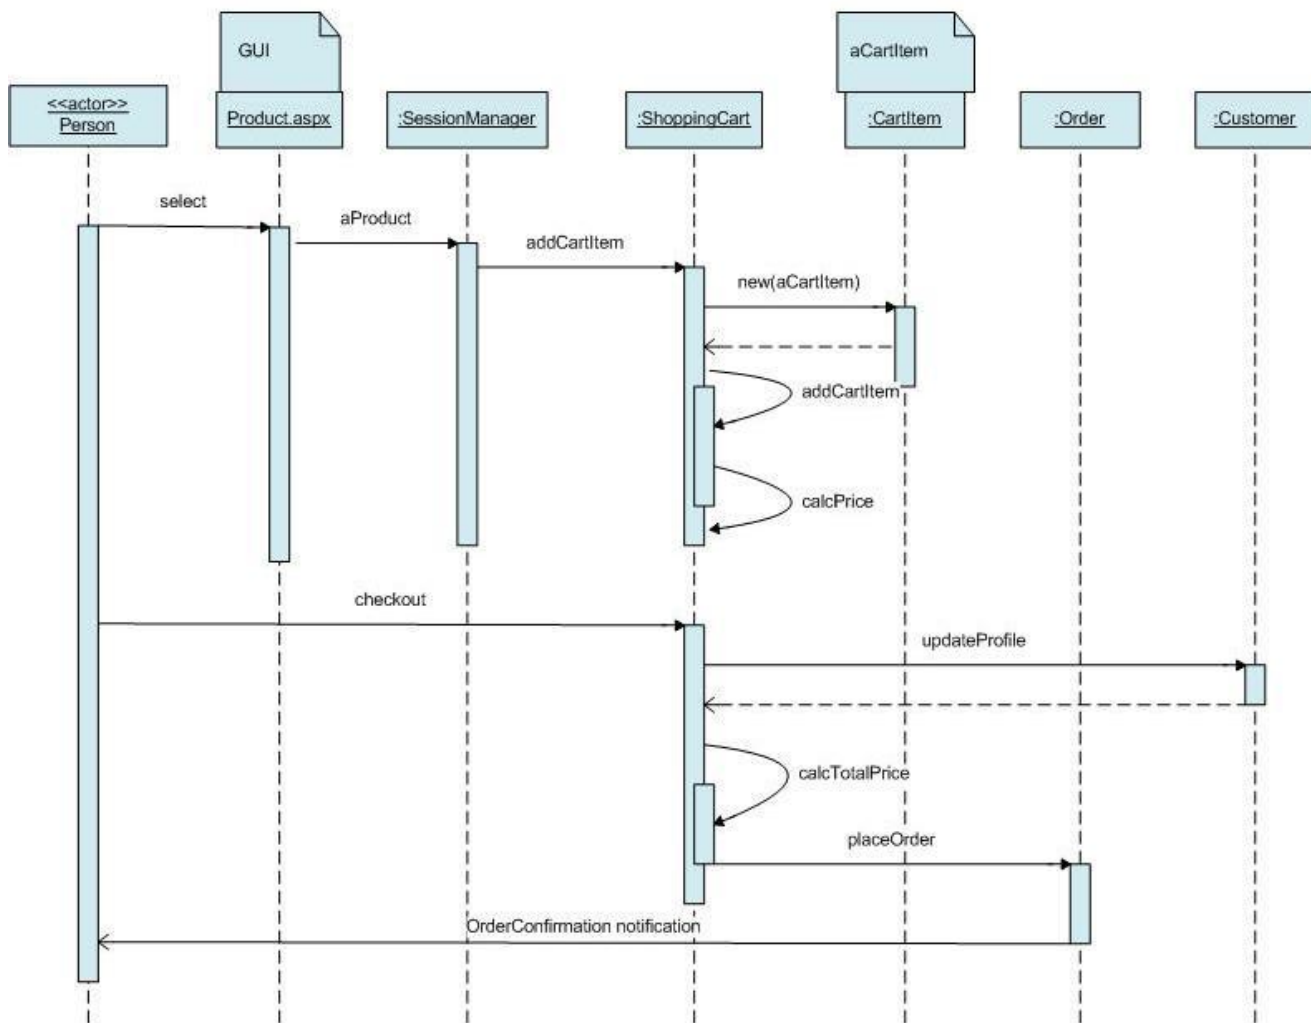 GUI
aCartItem
<<actor>>
Person
Product.aspx
:SessionManager
:ShoppingCart
:CartItem
:Order
:Customer
select
aProduct
addCartItem
new(aCartItem)
addCartItem
calcPrice
checkout
updateProfile
calcTotalPrice
placeOrder
OrderConfirmation notification